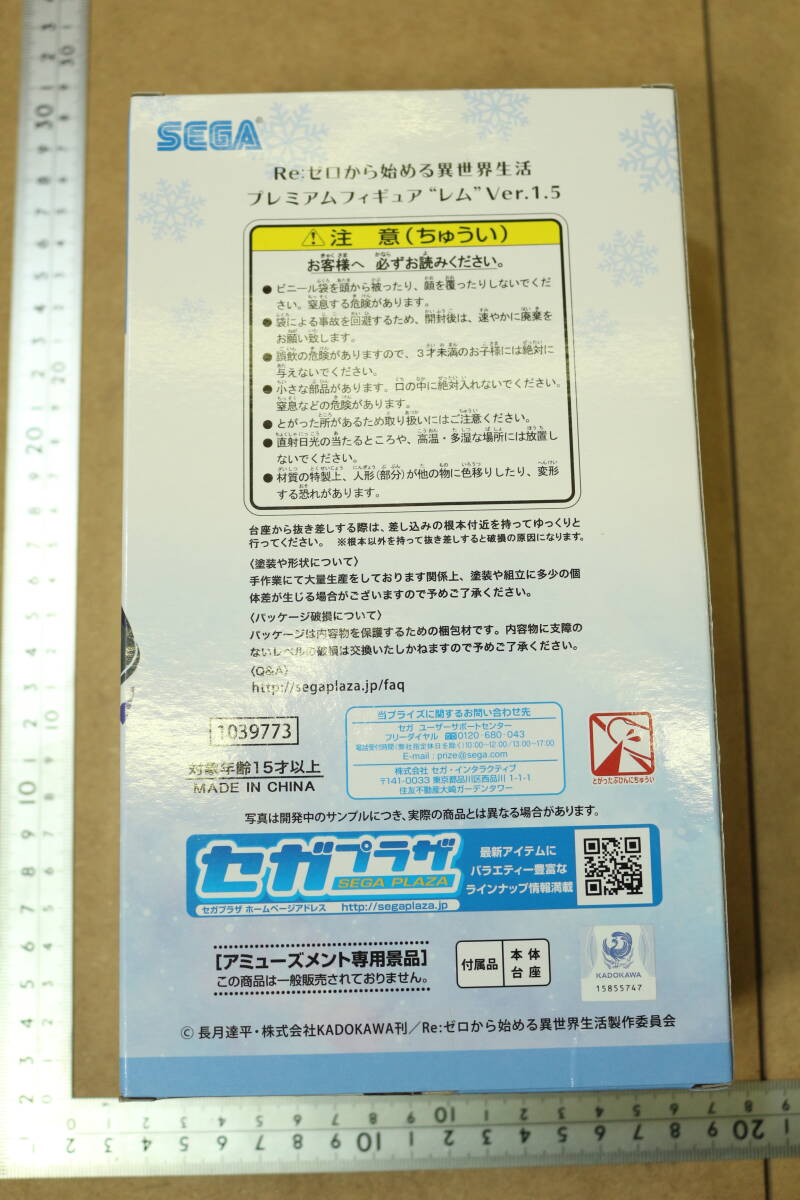 SEGA
Re:ゼロから始める異世界生活
プレミアムフィギュア“レム”Ver.1.5
注 意(ちゅうい)
お客様へ 必ずお読みください。
● ビニール袋を頭から被ったり、顔を覆ったりしないでくだ
さい。窒息する危険があります。
● 袋による事故を回避するため、開封後は、速やかに廃棄を
お願い致します。
● 誤飲の危険がありますので、3才未満のお子様には絶対に
与えないでください。
● 小さな部品があります。口の中に絶対入れないでください。
窒息などの危険があります。
● とがった所があるため取り扱いにはご注意ください。
● 直射日光の当たるところや、高温・多湿な場所には放置し
ないでください。
● 材質の特製上、人形(部分)が他の物に色移りしたり、変形
する恐れがあります。
台座から抜き差しする際は、差し込みの根本付近を持ってゆっくりと
行ってください。 ※根本以外を持って抜き差しすると破損の原因になります。
〈塗装や形状について〉
手作業にて大量生産をしております関係上、塗装や組立に多少の個
体差が生じる場合がございますので予めご了承ください。
〈パッケージ破損について〉
パッケージは内容物を保護するための梱包材です。内容物に支障の
ないレベルの破損は交換いたしかねますので予めご了承ください。
〈Q&A〉
http://segaplaza.jp/faq
1039773
対象年齢15才以上
MADE IN CHINA
当プライズに関するお問い合わせ先
セガ ユーザーサポートセンター
フリーダイヤル 0120-680-043
電話受付時間(弊社指定休日を除く)10:00~12:00/13:00~17:00
E-mail : prize@sega.com
株式会社 セガ・インタラクティブ
〒141-0033 東京都品川区西品川 1-1-1
住友不動産大崎ガーデンタワー
とがったぶひんにちゅうい
写真は開発中のサンプルにつき、実際の商品とは異なる場合があります。
セガプラザ
SEGA PLAZA
セガプラザ ホームページアドレス http://segaplaza.jp
最新アイテムに
バラエティー豊富な
ラインナップ情報満載
[アミューズメント専用景品]
この商品は一般販売されておりません。
付属品
本体
台座
KADOKAWA
15855747
© 長月達平・株式会社KADOKAWA刊/Re:ゼロから始める異世界生活製作委員会